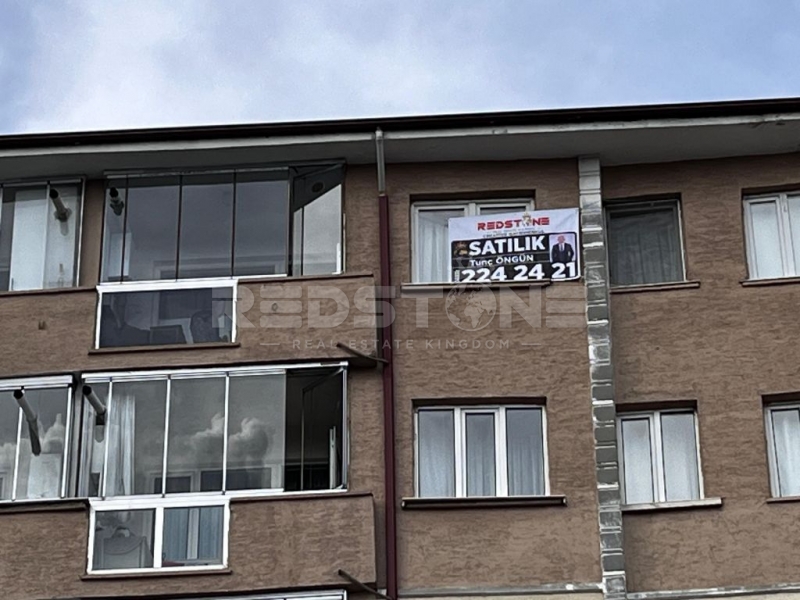 REDSTONE
SATILIK
Tunç ÖNGÜN
224 24 21
REDSTONE
REAL ESTATE KINGDOM